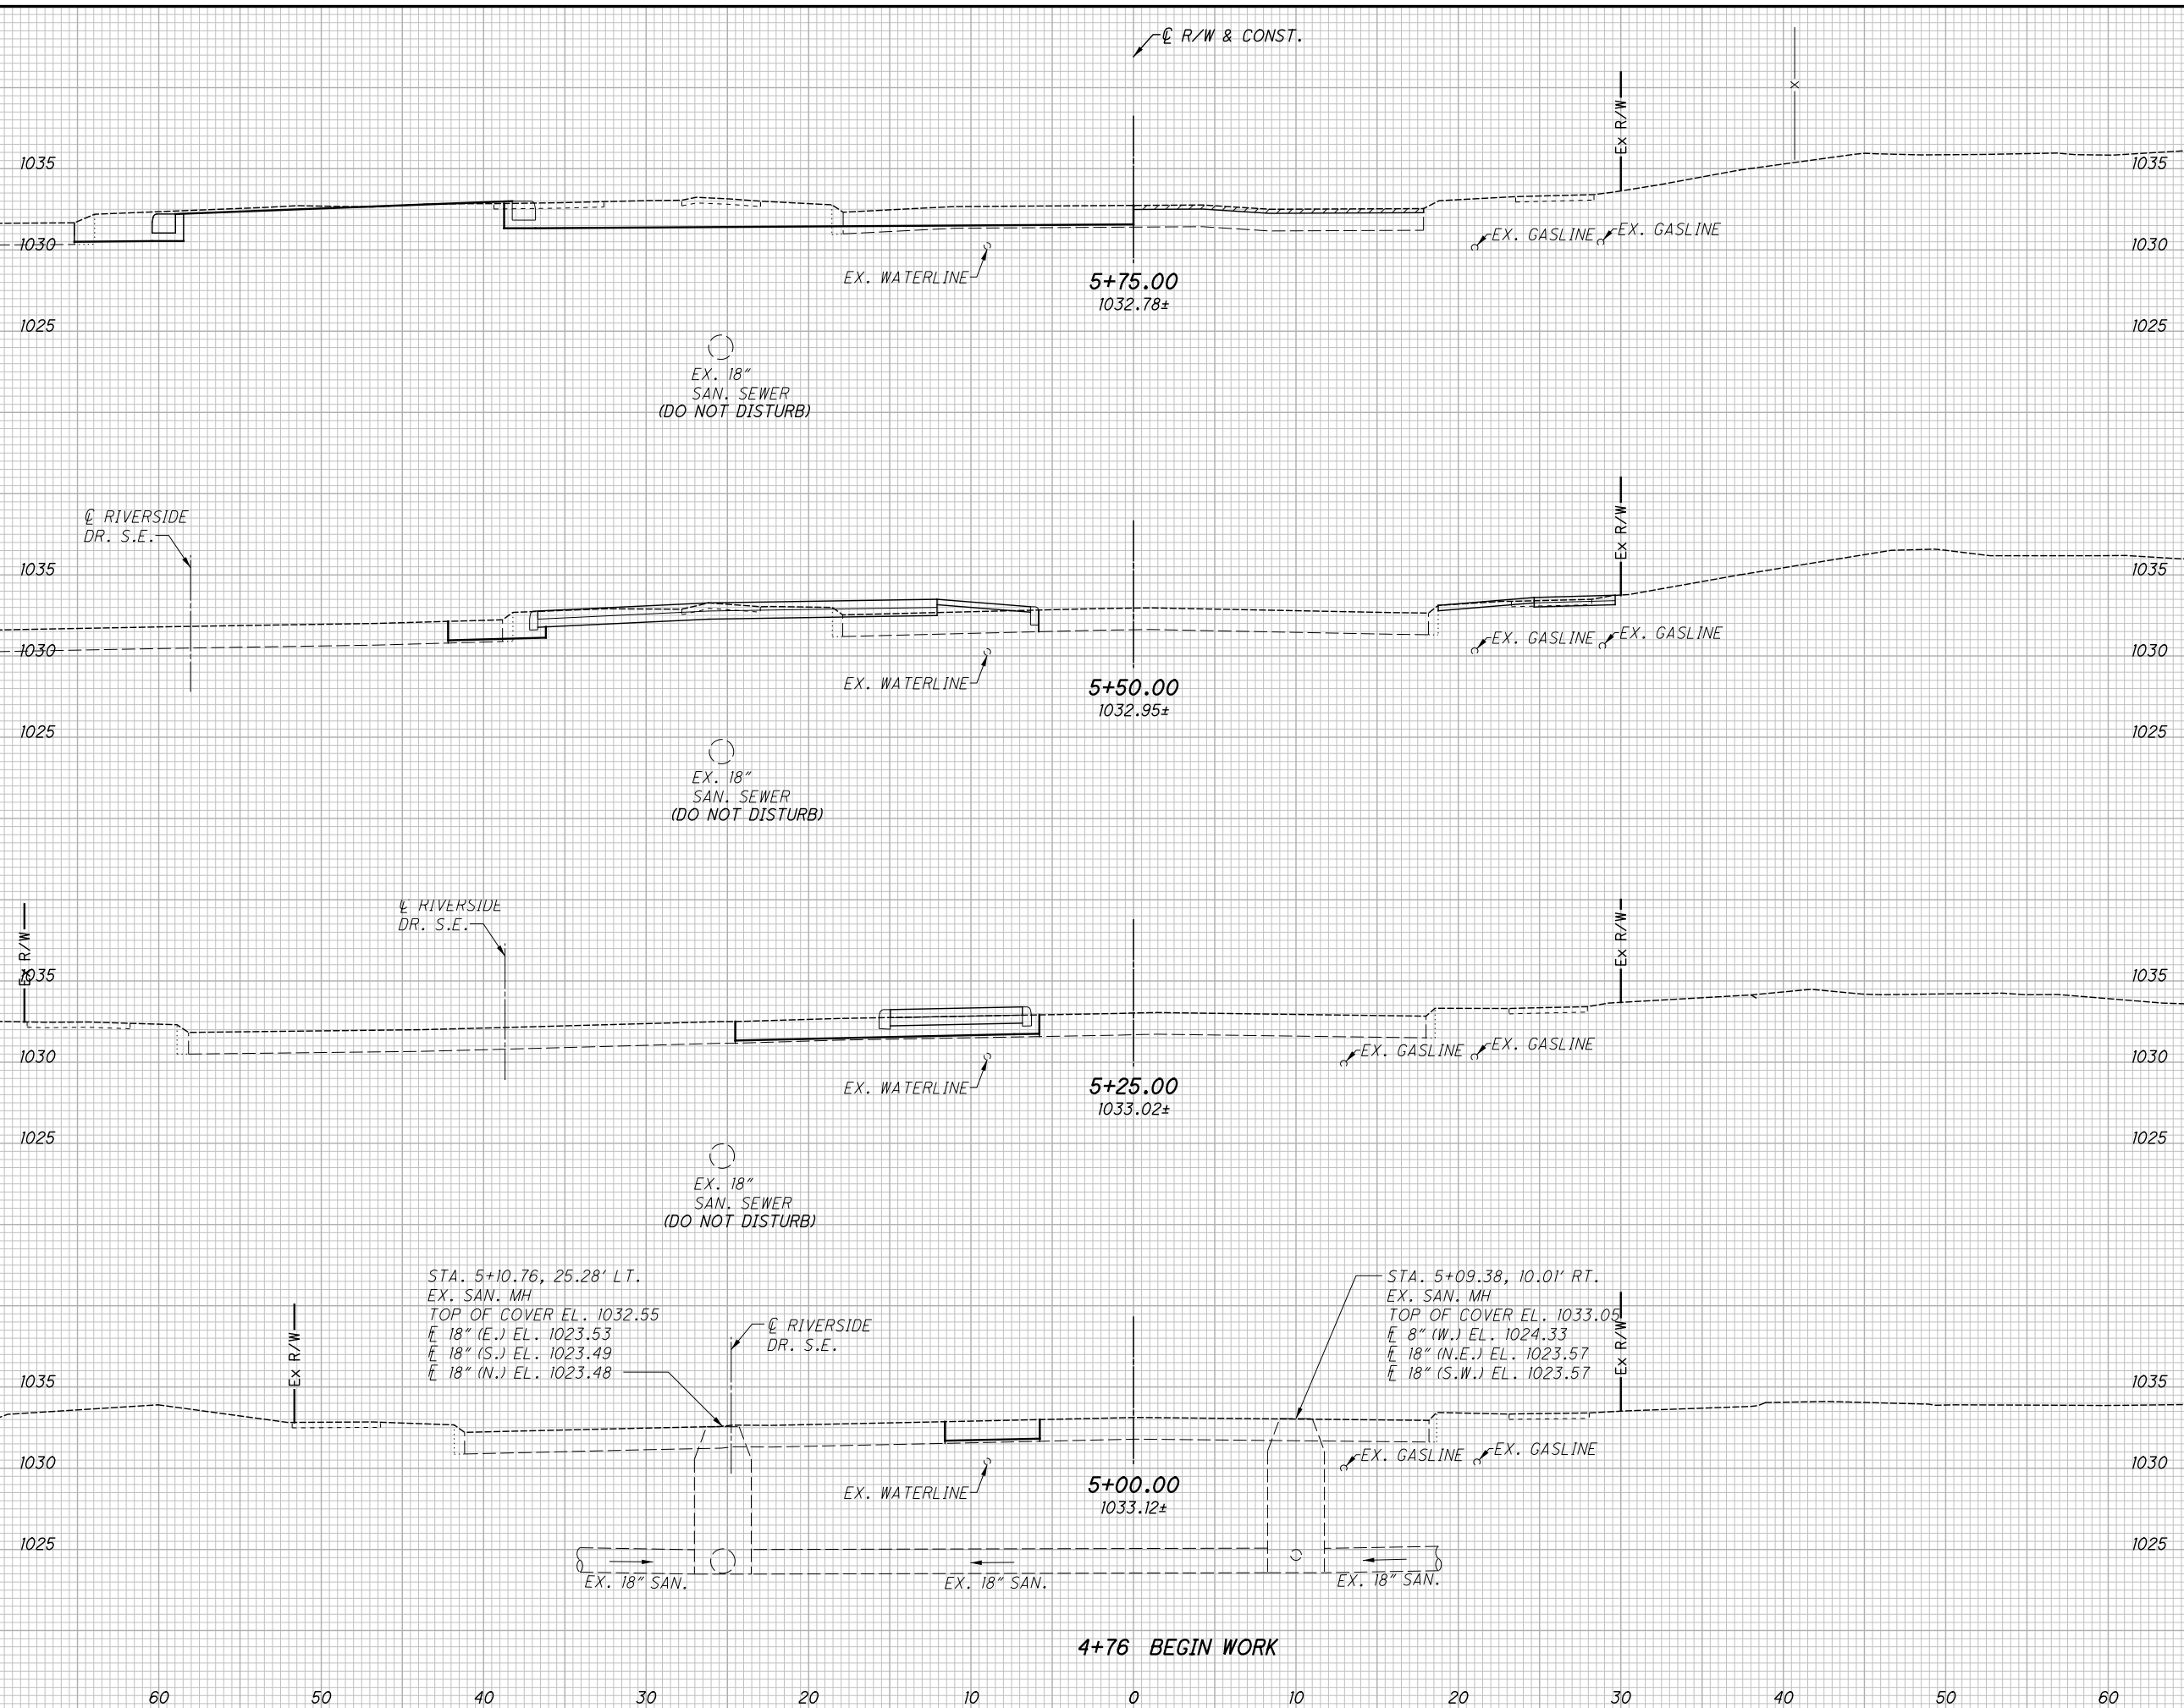 ℄ R/W & CONST.
Ex R/W
X
1035
1035
1030
EX. GASLINE
EX. GASLINE
1030
EX. WATERLINE
5+75.00
1032.78±
1025
1025
EX. 18"
SAN. SEWER
(DO NOT DISTURB)
℄ RIVERSIDE
DR. S.E.
Ex R/W
1035
1035
1030
EX. GASLINE
EX. GASLINE
1030
EX. WATERLINE
5+50.00
1032.95±
1025
1025
EX. 18"
SAN. SEWER
(DO NOT DISTURB)
℄ RIVERSIDE
DR. S.E.
Ex R/W
Ex R/W
1035
1035
1030
EX. GASLINE
EX. GASLINE
1030
EX. WATERLINE
5+25.00
1033.02±
1025
1025
EX. 18"
SAN. SEWER
(DO NOT DISTURB)
STA. 5+10.76, 25.28' LT.
EX. SAN. MH
TOP OF COVER EL. 1032.55
FL 18" (E.) EL. 1023.53
FL 18" (S.) EL. 1023.49
FL 18" (N.) EL. 1023.48
℄ RIVERSIDE
DR. S.E.
STA. 5+09.38, 10.01' RT.
EX. SAN. MH
TOP OF COVER EL. 1033.05
FL 8" (W.) EL. 1024.33
FL 18" (N.E.) EL. 1023.57
FL 18" (S.W.) EL. 1023.57
Ex R/W
Ex R/W
1035
1035
1030
EX. GASLINE
EX. GASLINE
1030
EX. WATERLINE
5+00.00
1033.12±
1025
1025
EX. 18" SAN.
EX. 18" SAN.
EX. 18" SAN.
4+76 BEGIN WORK
60 50 40 30 20 10 0 10 20 30 40 50 60